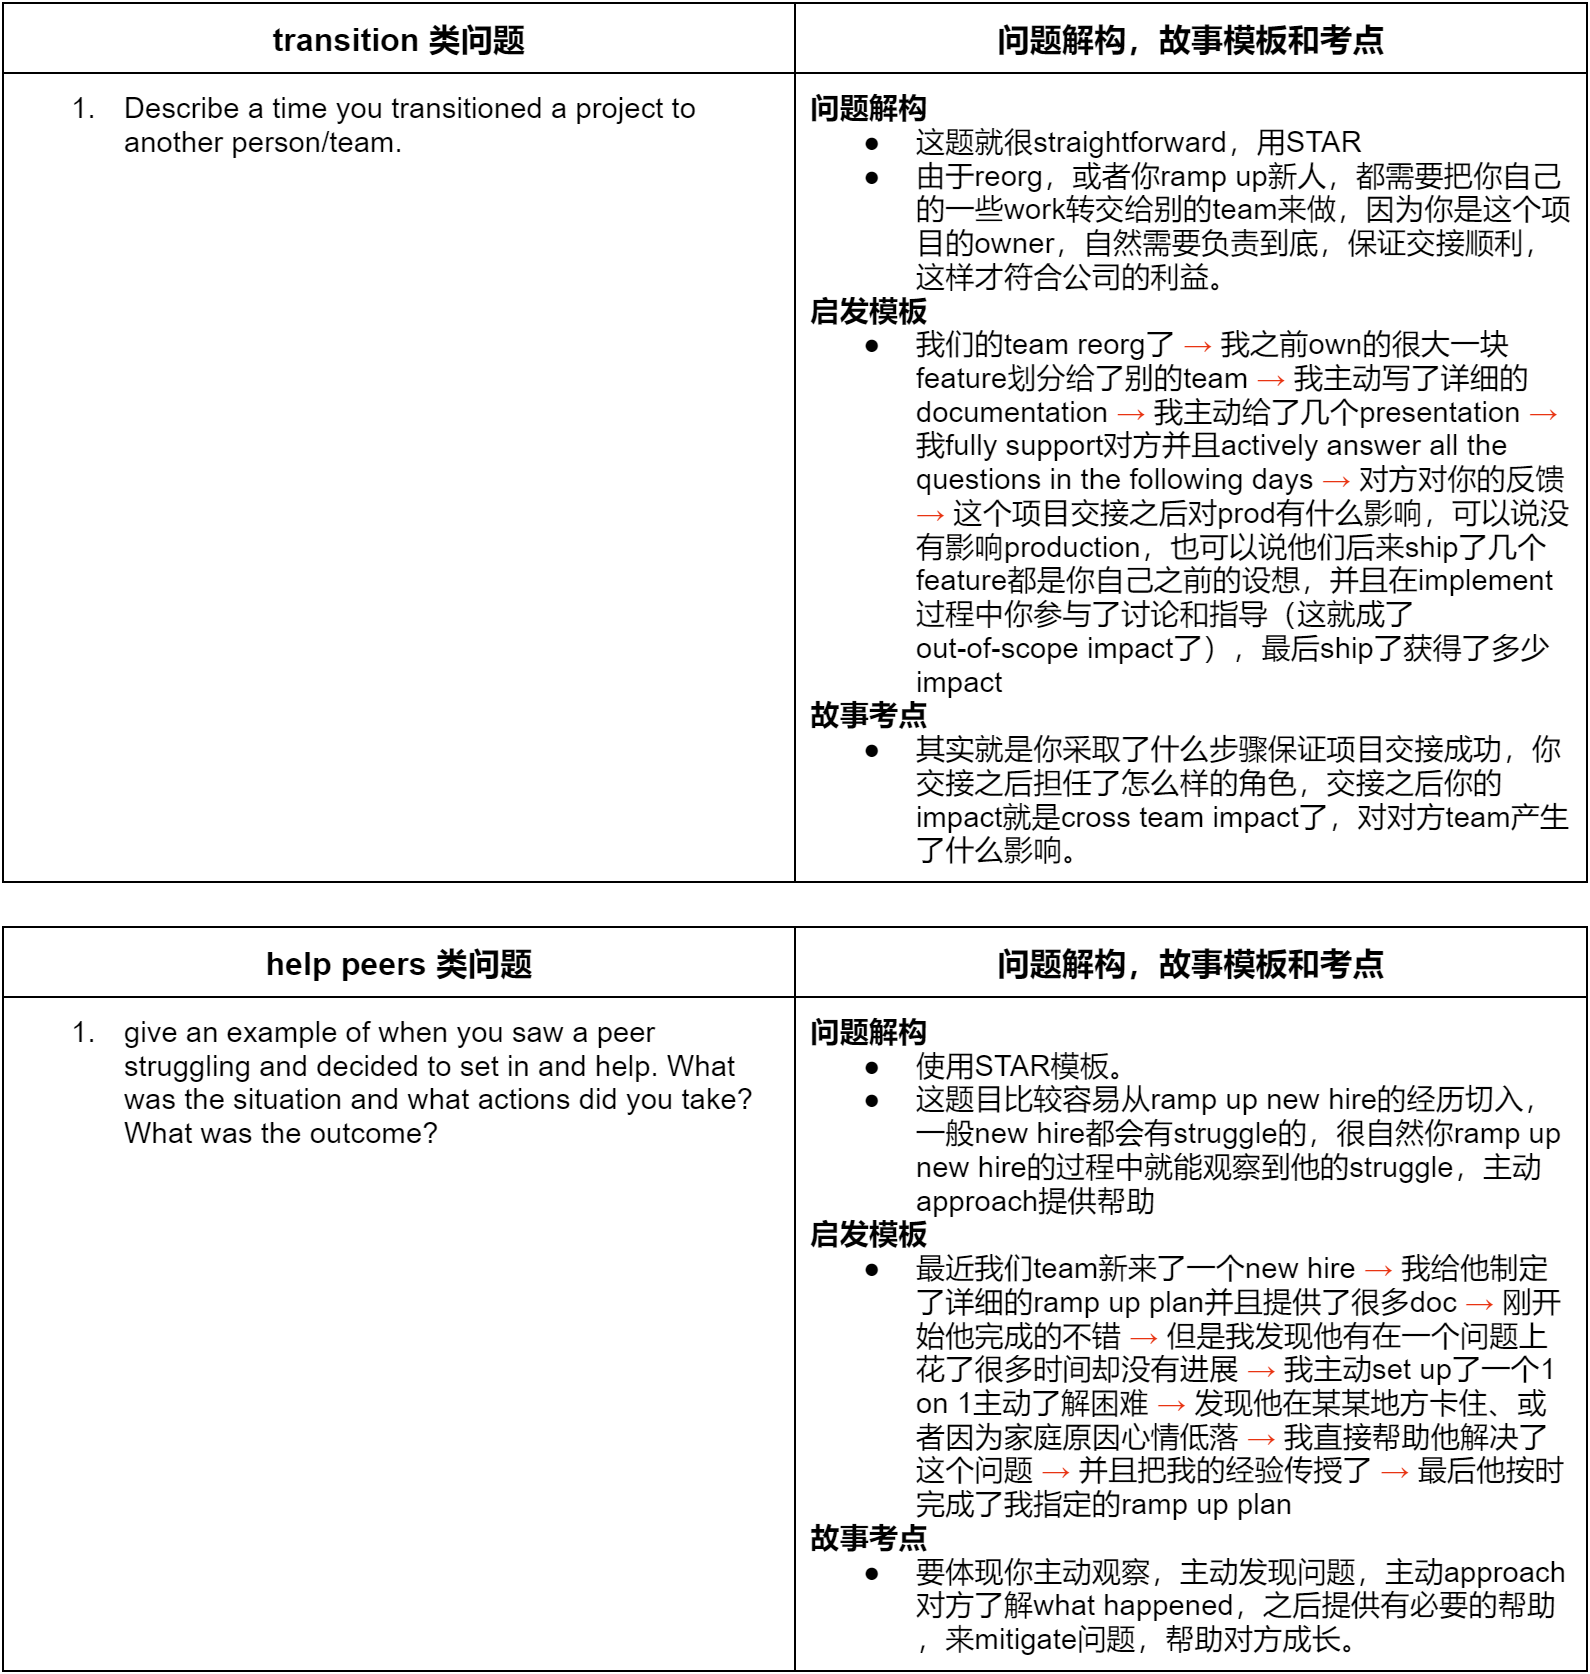 transition 类问题
问题解构，故事模板和考点
1. Describe a time you transitioned a project to
another person/team.
问题解构
● 这题就很straightforward，用STAR
● 由于reorg，或者你ramp up新人，都需要把你自己
的一些work转交给别的team来做，因为你是这个项
目的owner，自然需要负责到底，保证交接顺利，
这样才符合公司的利益。
启发模板
● 我们的team reorg了 → 我之前own的很大一块
feature划分给了别的team → 我主动写了详细的
documentation → 我主动给了几个presentation →
我fully support对方并且actively answer all the
questions in the following days → 对方对你的反馈
→ 这个项目交接之后对prod有什么影响，可以说没
有影响production，也可以说他们后来ship了几个
feature都是你自己之前的设想，并且在implement
过程中你参与了讨论和指导（这就成了
out-of-scope impact了），最后ship了获得了多少
impact
故事考点
● 其实就是你采取了什么步骤保证项目交接成功，你
交接之后担任了怎么样的角色，交接之后你的
impact就是cross team impact了，对对方team产生
了什么影响。
help peers 类问题
问题解构，故事模板和考点
1. give an example of when you saw a peer
struggling and decided to set in and help. What
was the situation and what actions did you take?
What was the outcome?
问题解构
● 使用STAR模板。
● 这题目比较容易从ramp up new hire的经历切入，
一般new hire都会有struggle的，很自然你ramp up
new hire的过程中就能观察到他的struggle，主动
approach提供帮助
启发模板
● 最近我们team新来了一个new hire → 我给他制定
了详细的ramp up plan并且提供了很多doc → 刚开
始他完成的不错 → 但是我发现他有在一个问题上
花了很多时间却没有进展 → 我主动set up了一个1
on 1主动了解困难 → 发现他在某某地方卡住、或
者因为家庭原因心情低落 → 我直接帮助他解决了
这个问题 → 并且把我的经验传授了 → 最后他按时
完成了我指定的ramp up plan
故事考点
● 要体现你主动观察，主动发现问题，主动approach
对方了解what happened，之后提供有必要的帮助
，来mitigate问题，帮助对方成长。